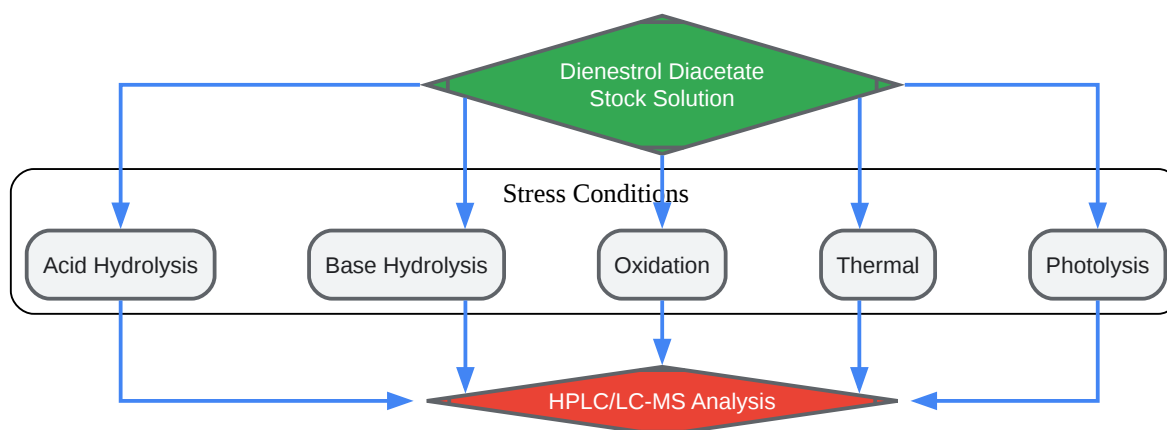 Dienestrol Diacetate
Stock Solution
Stress Conditions
Acid Hydrolysis
Base Hydrolysis
Oxidation
Thermal
Photolysis
HPLC/LC-MS Analysis